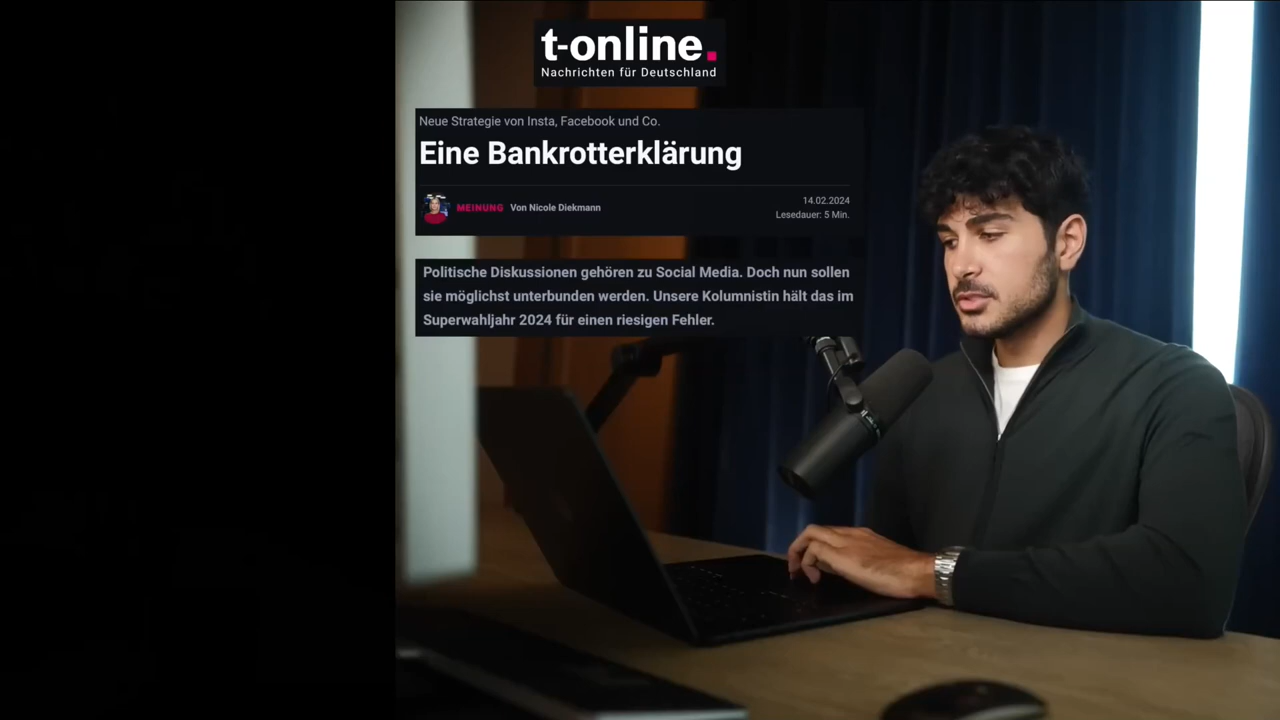 t-online.
Nachrichten für Deutschland
Neue Strategie von Insta, Facebook und Co.
Eine Bankrotterklärung
MEINUNG Von Nicole Diekmann
14.02.2024
Lesedauer: 5 Min.
Politische Diskussionen gehören zu Social Media. Doch nun sollen
sie möglichst unterbunden werden. Unsere Kolumnistin hält das im
Superwahljahr 2024 für einen riesigen Fehler.